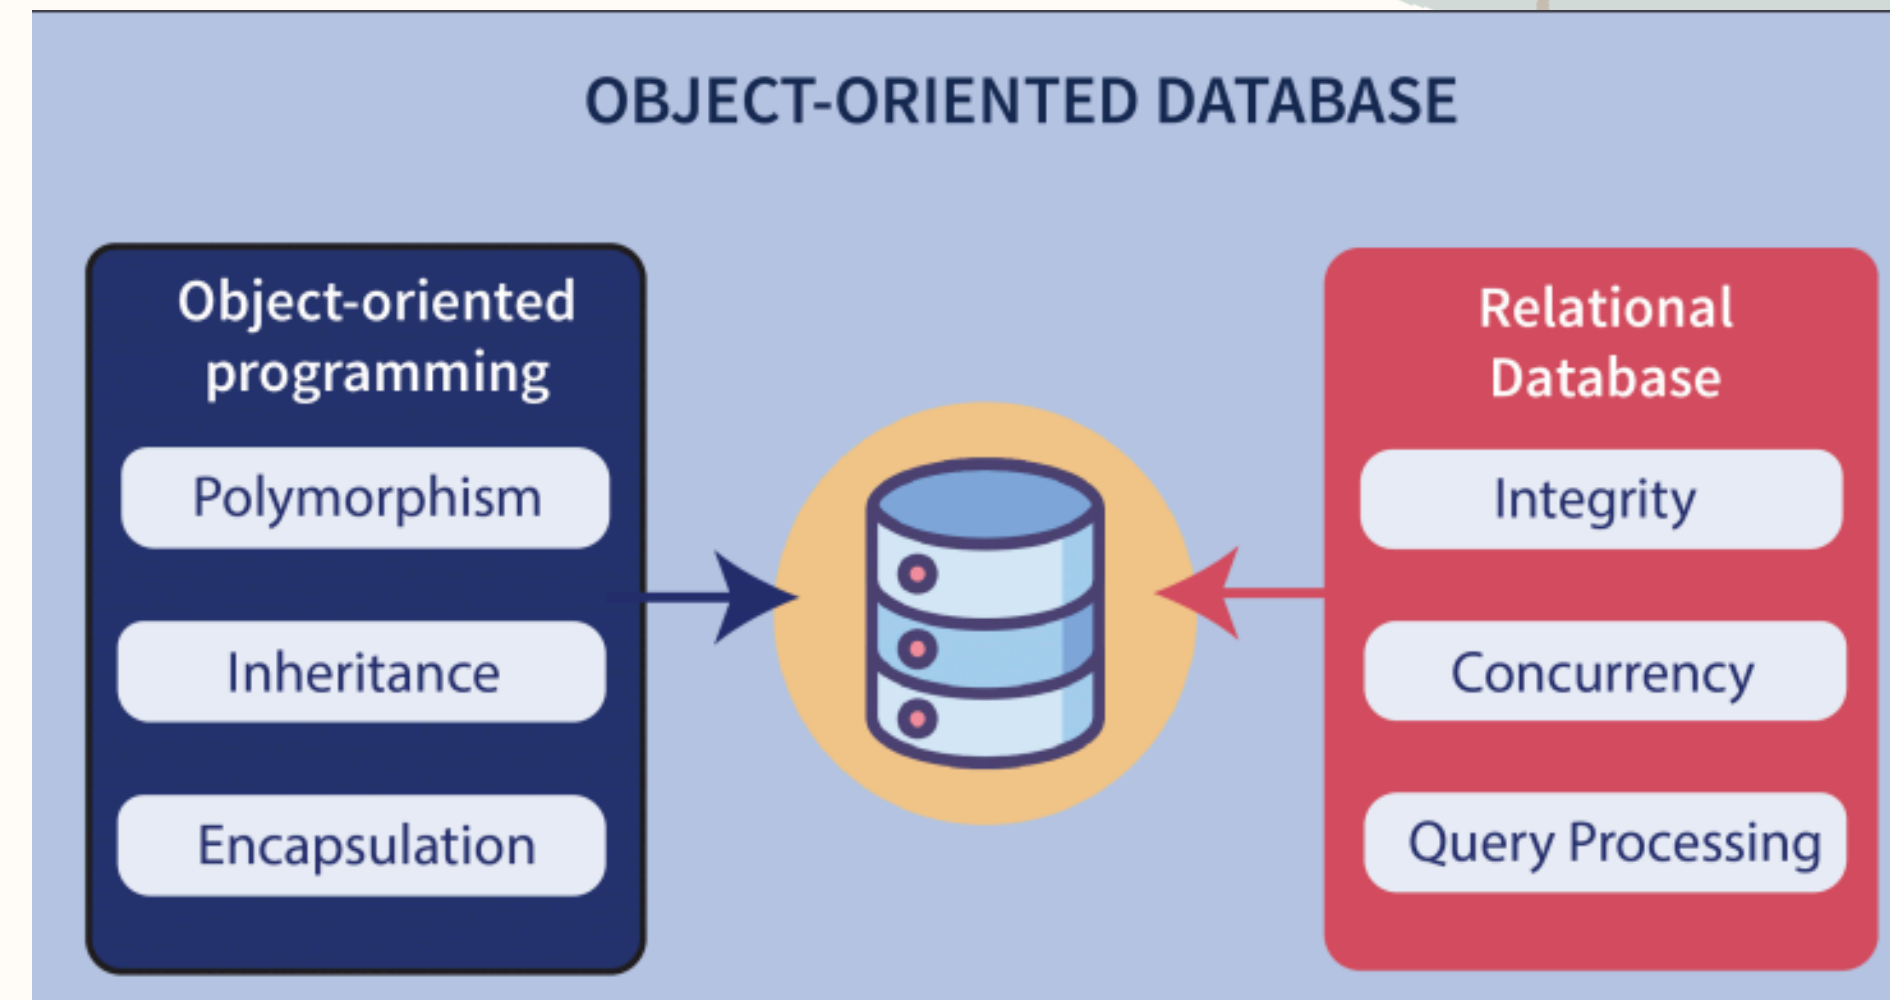 OBJECT-ORIENTED DATABASE
Object-oriented
programming
Polymorphism
Inheritance
Encapsulation
Relational
Database
Integrity
Concurrency
Query Processing